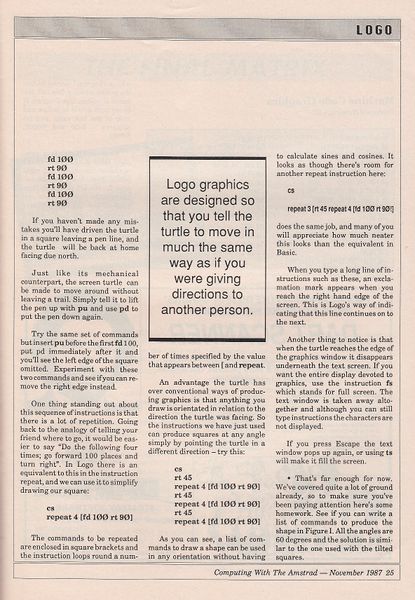 LOGO
fd 100
rt 90
fd 100
rt 90
fd 100
rt 90
If you haven't made any mis-
takes you'll have driven the turtle
in a square leaving a pen line, and
the turtle will be back at home
facing due north.
Just like its mechanical
counterpart, the screen turtle can
be made to move around without
leaving a trail. Simply tell it to lift
the pen up with pu and use pd to
put the pen down again.
Try the same set of commands
but insert pu before the first fd 100,
put pd immediately after it and
you'll see the left edge of the square
omitted. Experiment with these
two commands and see if you can re-
move the right edge instead.
One thing standing out about
this sequence of instructions is that
there is a lot of repetition. Going
back to the analogy of telling your
friend where to go, it would be eas-
ier to say "Do the following four
times; go forward 100 places and
turn right". In Logo there is an
equivalent to this in the instruction
repeat, and we can use it to simplify
drawing our square:
cs
repeat 4 [fd 100 rt 90]
The commands to be repeated
are enclosed in square brackets and
the instruction loops round a num-
Logo graphics
are designed so
that you tell the
turtle to move in
much the same
way as if you
were giving
directions to
another person.
ber of times specified by the value
that appears between [ and repeat.
An advantage the turtle has
over conventional ways of produc-
ing graphics is that anything you
draw is orientated in relation to the
direction the turtle was facing. So
the instructions we have just used
can produce squares at any angle
simply by pointing the turtle in a
different direction – try this:
cs
rt 45
repeat 4 [fd 100 rt 90]
rt 45
repeat 4 [fd 100 rt 90]
rt 45
repeat 4 [fd 100 rt 90]
As you can see, a list of com-
mands to draw a shape can be used
in any orientation without having
to calculate sines and cosines. It
looks as though there's room for
another repeat instruction here:
cs
repeat 3 [rt 45 repeat 4 [fd 100 rt 90]]
does the same job, and many of you
will appreciate how much neater
this looks than the equivalent in
Basic.
When you type a long line of in-
structions such as these, an excla-
mation mark appears when you
reach the right hand edge of the
screen. This is Logo's way of indi-
cating that this line continues on to
the next.
Another thing to notice is that
when the turtle reaches the edge of
the graphics window it disappears
underneath the text screen. If you
want the entire display devoted to
graphics, use the instruction fs
which stands for full screen. The
text window is taken away alto-
gether and although you can still
type instructions the characters are
not displayed.
If you press Escape the text
window pops up again, or using ts
will make it fill the screen.
• That's far enough for now.
We've covered quite a lot of ground
already, so to make sure you've
been paying attention here's some
homework. See if you can write a
list of commands to produce the
shape in Figure I. All the angles are
60 degrees and the solution is simi-
lar to the one used with the tilted
squares.
Computing With The Amstrad — November 1987 25